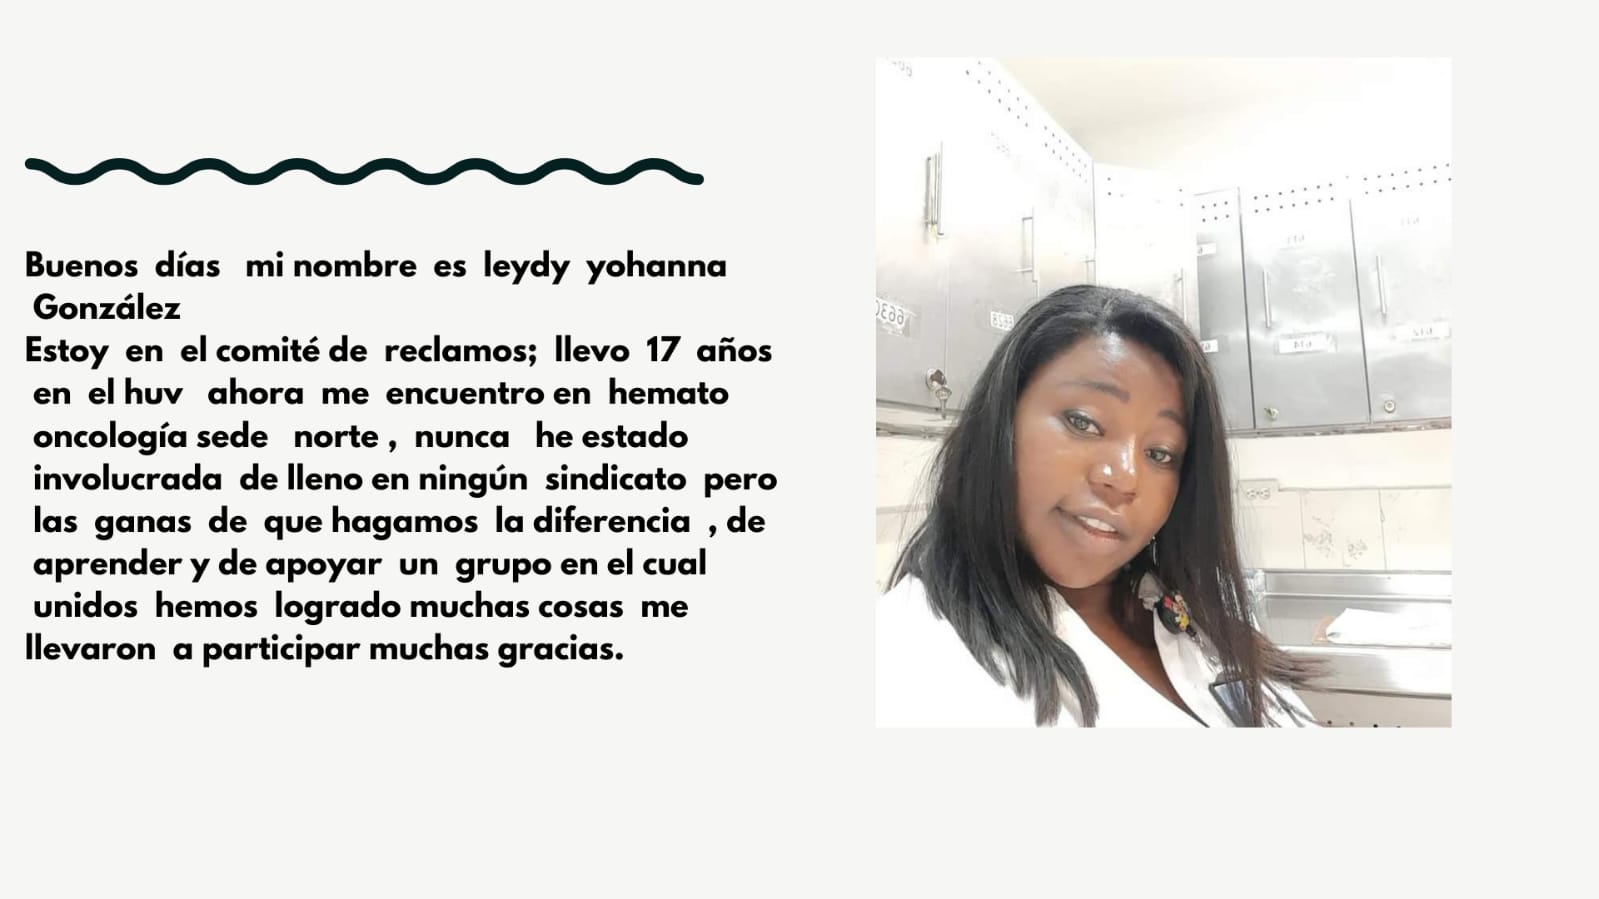 Buenos días mi nombre es leydy yohanna
González
Estoy en el comité de reclamos; llevo 17 años
en el huv ahora me encuentro en hemato
oncología sede norte , nunca he estado
involucrada de lleno en ningún sindicato pero
las ganas de que hagamos la diferencia , de
aprender y de apoyar un grupo en el cual
unidos hemos logrado muchas cosas me
llevaron a participar muchas gracias.
6630
6628